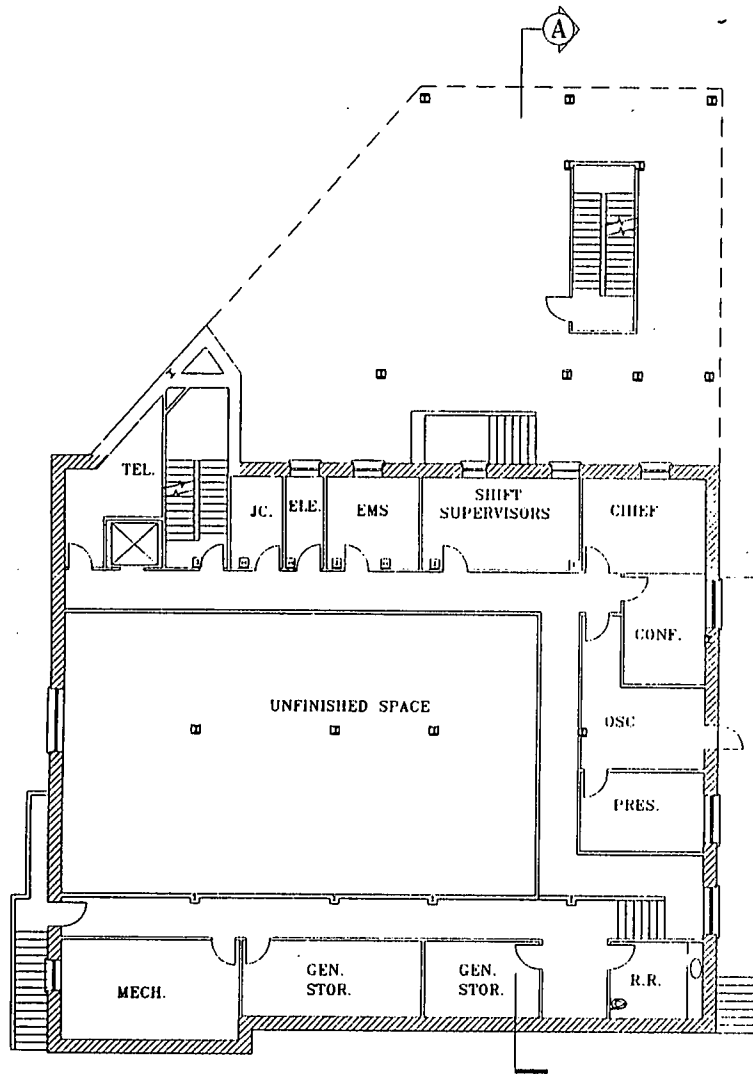 A
TEL.
JC.
ELE.
EMS
SHIFT
SUPERVISORS
CHIEF
CONF.
UNFINISHED SPACE
OSC
PRES.
MECH.
GEN.
STOR.
GEN.
STOR.
R.R.